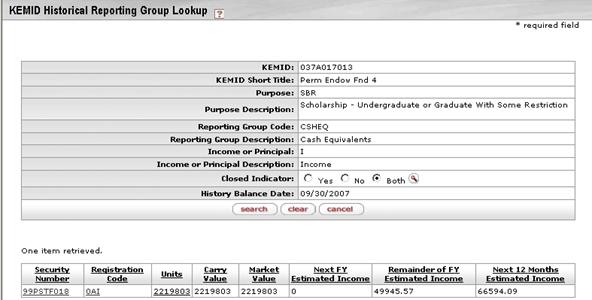 KEMID Historical Reporting Group Lookup ?
* required field
KEMID: 037A017013
KEMID Short Title: Perm Endow Fnd 4
Purpose: SBR
Purpose Description: Scholarship - Undergraduate or Graduate With Some Restriction
Reporting Group Code: CSHEQ
Reporting Group Description: Cash Equivalents
Income or Principal: I
Income or Principal Description: Income
Closed Indicator: Yes No Both
History Balance Date: 09/30/2007
search clear cancel
One item retrieved.
Security Number Registration Code Units Carry Value Market Value Next FY Estimated Income Remainder of FY Estimated Income Next 12 Months Estimated Income
99PSTF018 0AI 2219803 2219803 2219803 0 49945.57 66594.09